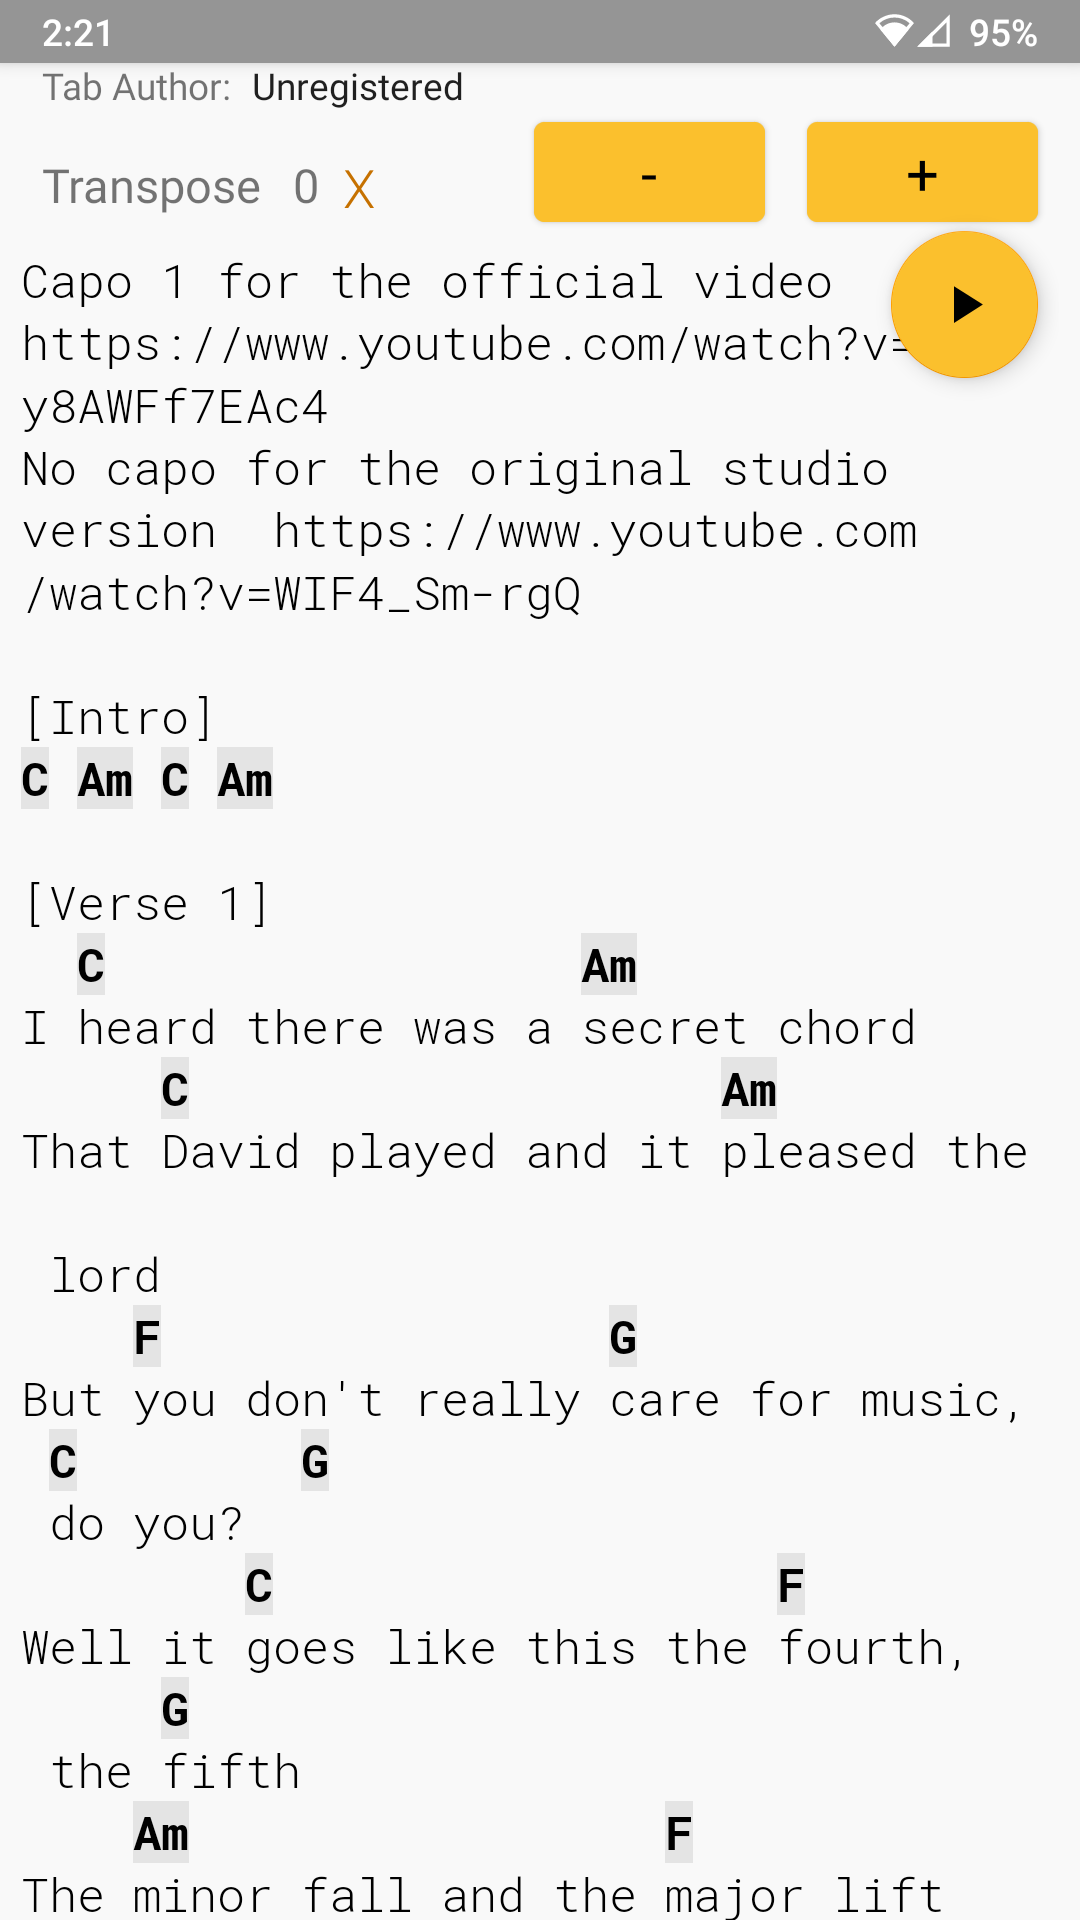 2:21 95%
Tab Author: Unregistered
Transpose 0 X - +
Capo 1 for the official video
https://www.youtube.com/watch?v=
y8AWFf7EAc4
No capo for the original studio
version  https://www.youtube.com
/watch?v=WIF4_Sm-rgQ
[Intro]
C Am C Am
[Verse 1]
C Am
I heard there was a secret chord
C Am
That David played and it pleased the
lord
F G
But you don't really care for music,
C G
do you?
C F
Well it goes like this the fourth,
G
the fifth
Am F
The minor fall and the major lift